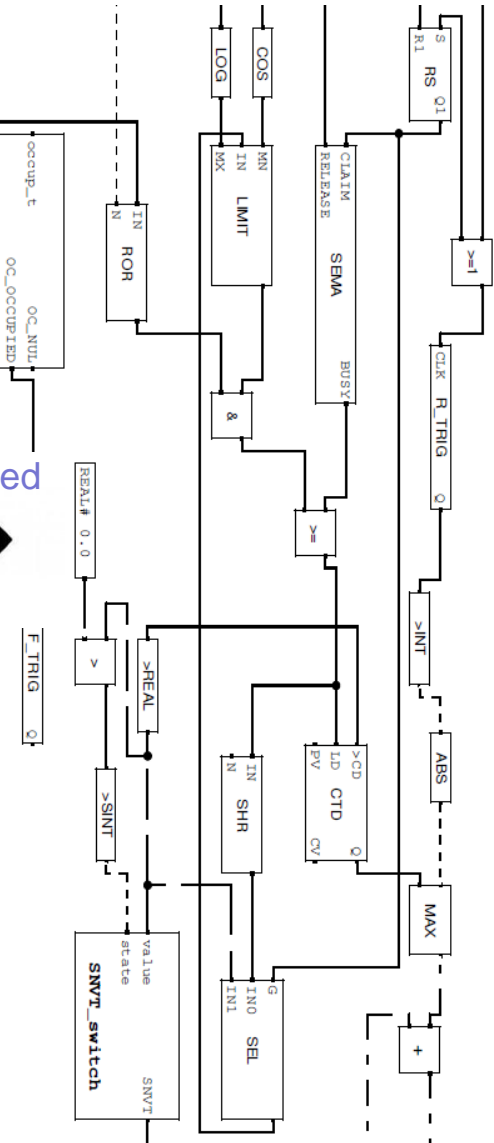 LOG
COS
R1
S
RS
Q1
occup_t
OC_NUL
OC_OCCUPIED
IN
N
ROR
MN
IN
MX
LIMIT
CLAIM
RELEASE
SEMA
BUSY
>=1
CLK
R_TRIG
Q
&
>=
ed
REAL# 0.0
F_TRIG
Q
>
>REAL
>INT
>SINT
ABS
IN
N
SHR
>CD
LD
PV
CTD
Q
CV
MAX
value
state
SNVT_switch
SNVT
G
IN0
IN1
SEL
+